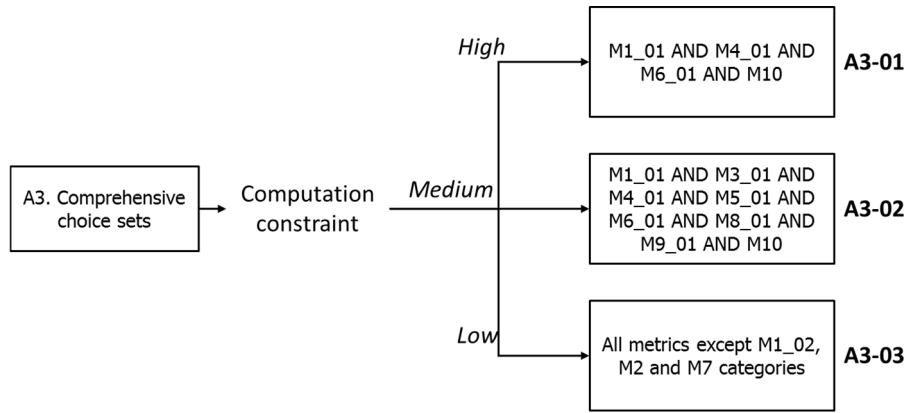 High
M1_01 AND M4_01 AND
M6_01 AND M10
A3-01
A3. Comprehensive
choice sets
Computation
constraint
Medium
M1_01 AND M3_01 AND
M4_01 AND M5_01 AND
M6_01 AND M8_01 AND
M9_01 AND M10
A3-02
Low
All metrics except M1_02,
M2 and M7 categories
A3-03